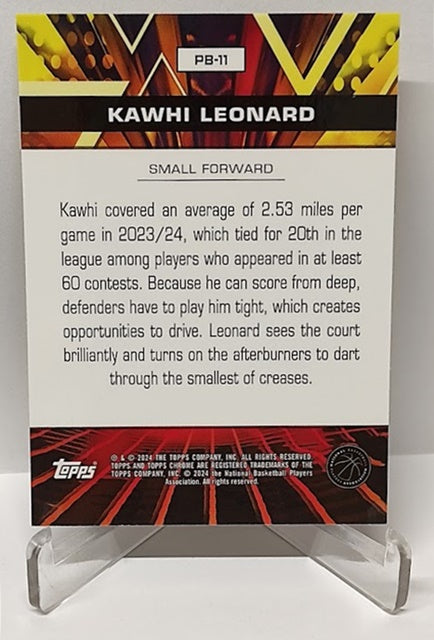 PB-11
KAWHI LEONARD
SMALL FORWARD
Kawhi covered an average of 2.53 miles per
game in 2023/24, which tied for 20th in the
league among players who appeared in at least
60 contests. Because he can score from deep,
defenders have to play him tight, which creates
opportunities to drive. Leonard sees the court
brilliantly and turns on the afterburners to dart
through the smallest of creases.
topps
® & © 2024 THE TOPPS COMPANY, INC. ALL RIGHTS RESERVED.
TOPPS AND TOPPS CHROME ARE REGISTERED TRADEMARKS OF THE
TOPPS COMPANY, INC. © 2024 the National Basketball Players
Association. All rights reserved.